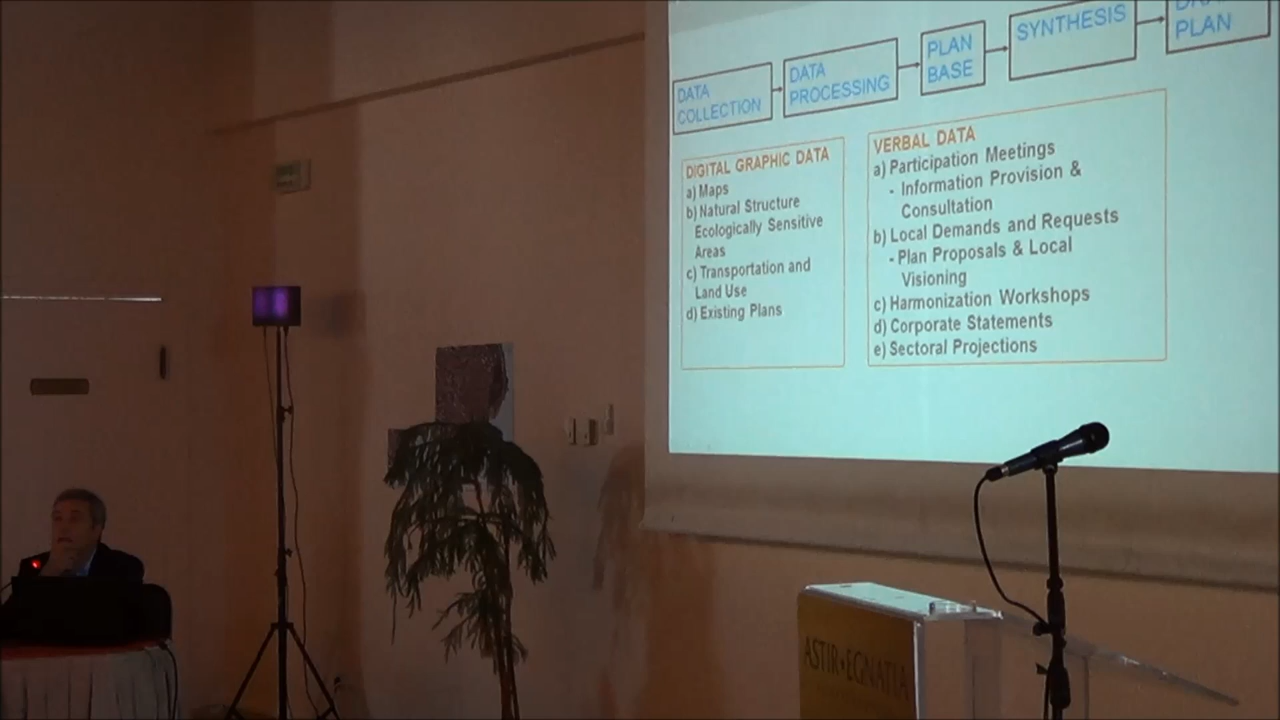 DATA
COLLECTION
DATA
PROCESSING
PLAN
BASE
SYNTHESIS
PLAN
DIGITAL GRAPHIC DATA
a) Maps
b) Natural Structure
Ecologically Sensitive
Areas
c) Transportation and
Land Use
d) Existing Plans
VERBAL DATA
a) Participation Meetings
- Information Provision &
Consultation
b) Local Demands and Requests
- Plan Proposals & Local
Visioning
c) Harmonization Workshops
d) Corporate Statements
e) Sectoral Projections
ASTIR•EGNATIA